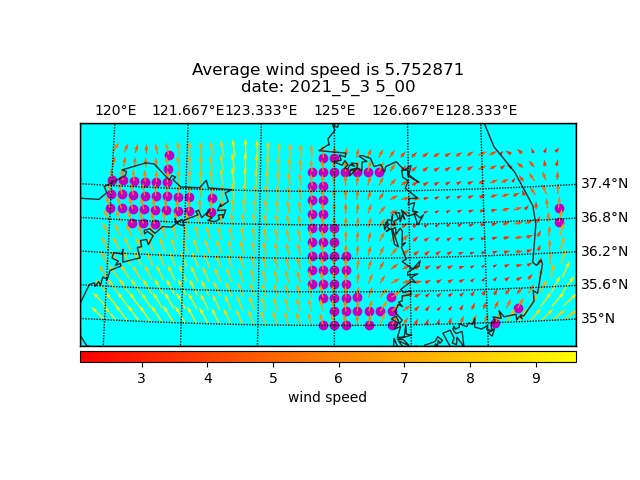 Average wind speed is 5.752871
date: 2021_5_3 5_00
120°E 121.667°E 123.333°E 125°E 126.667°E 128.333°E
37.4°N
36.8°N
36.2°N
35.6°N
35°N
3 4 5 6 7 8 9
wind speed